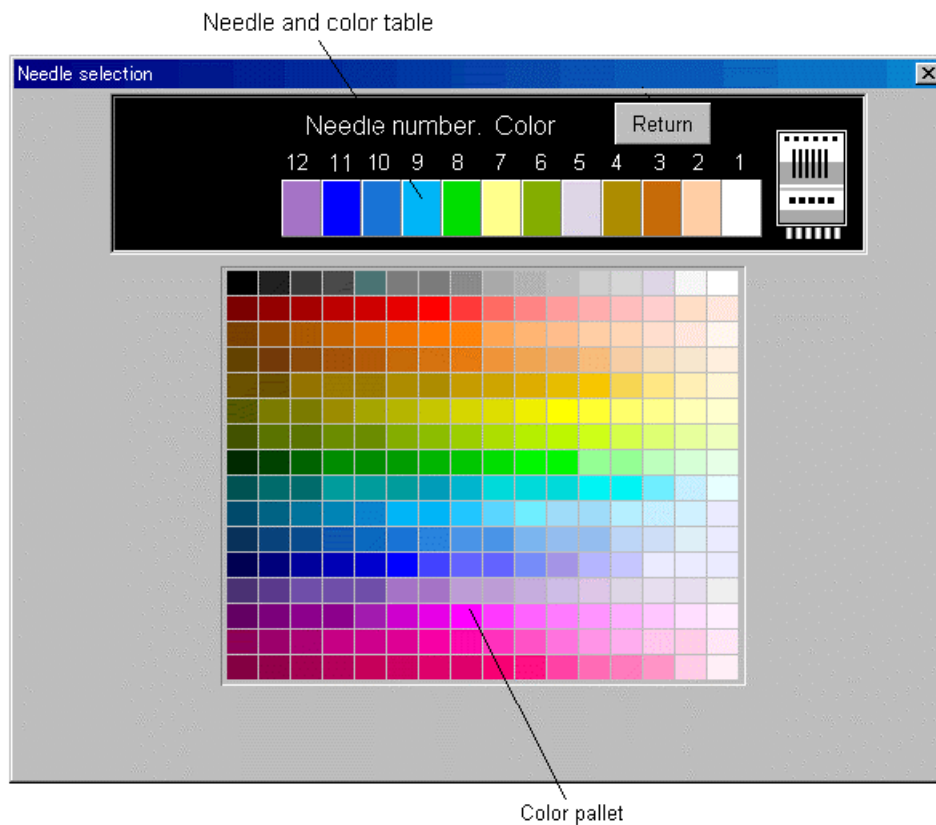 Needle and color table
Needle selection
Needle number. Color
Return
12 11 10 9 8 7 6 5 4 3 2 1
Color pallet